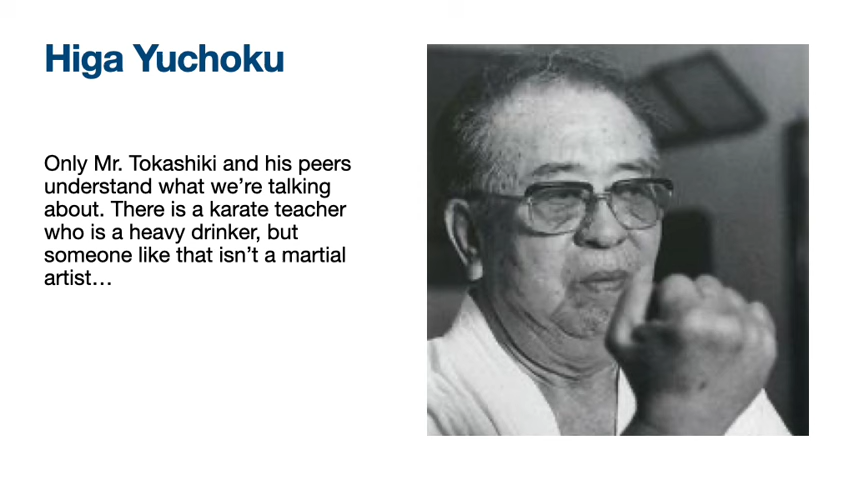 Higa Yuchoku
Only Mr. Tokashiki and his peers
understand what we’re talking
about. There is a karate teacher
who is a heavy drinker, but
someone like that isn’t a martial
artist…